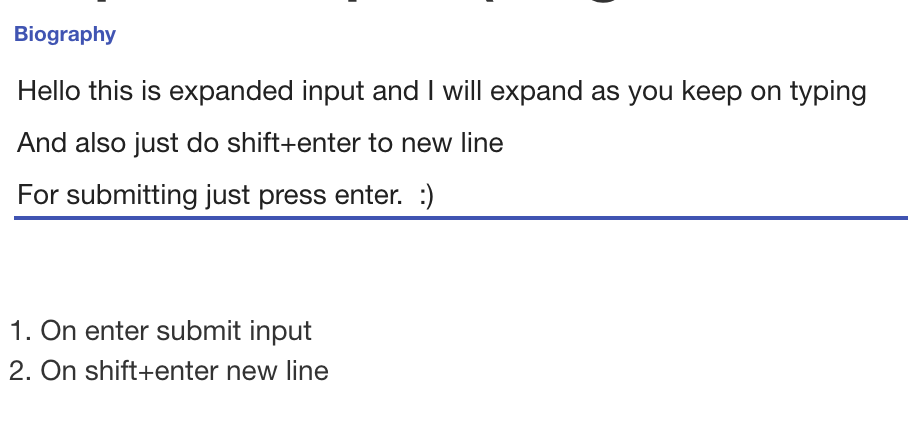 Biography
Hello this is expanded input and I will expand as you keep on typing
And also just do shift+enter to new line
For submitting just press enter.  :)
1. On enter submit input
2. On shift+enter new line